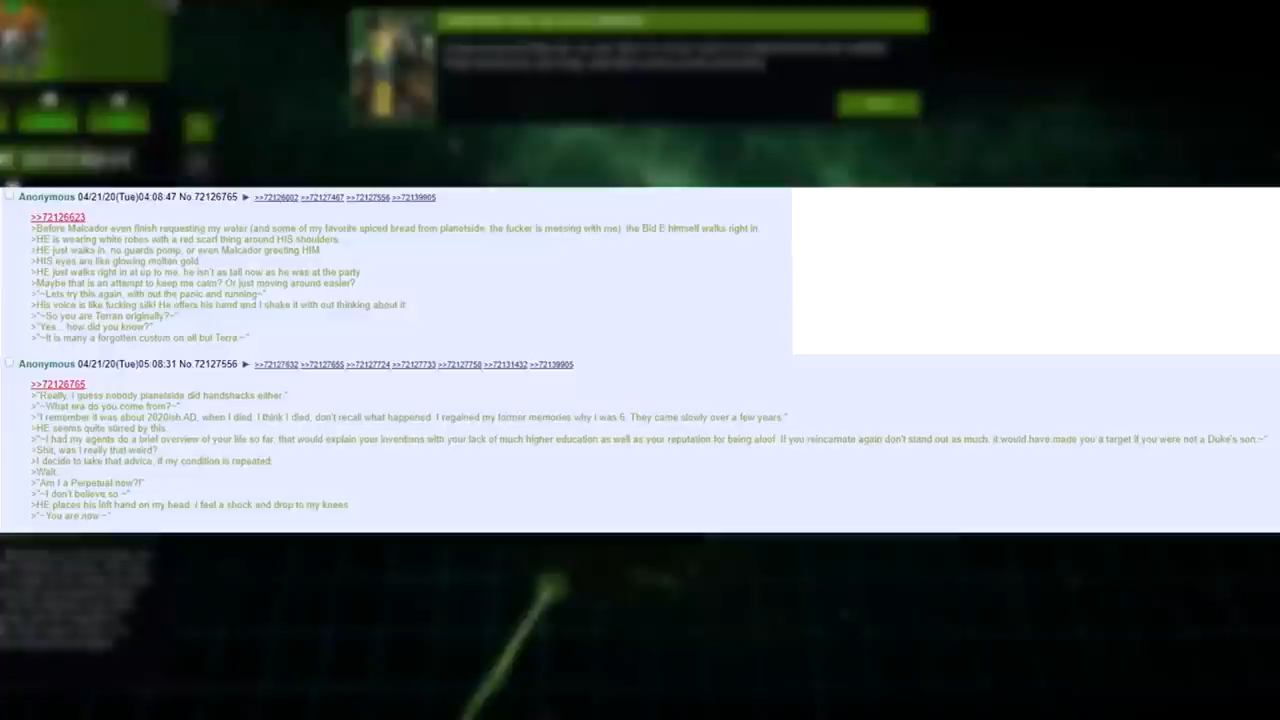 Anonymous 04/21/20(Tue)04:08:47 No.72126765 ▶ >>72126802 >>72127467 >>72127556 >>72139905
>>72126623
>Before Malcador even finish requesting my water (and some of my favorite spiced bread from planetside, the fucker is messing with me), the Bid E himself walks right in.
>HE is wearing white robes with a red scarf thing around HIS shoulders.
>HE just walks in, no guards pomp, or even Malcador greeting HIM
>HIS eyes are like glowing molten gold
>HE just walks right in at up to me, he isn't as tall now as he was at the party
>Maybe that is an attempt to keep me calm? Or just moving around easier?
>"~Lets try this again, with out the panic and running~"
>His voice is like fucking silk! He offers his hand and I shake it with out thinking about it
>"~So you are Terran originally?~"
>"Yes... how did you know?"
>"~It is many a forgotten custom on all but Terra.~"
Anonymous 04/21/20(Tue)05:08:31 No.72127556 ▶ >>72127632 >>72127655 >>72127724 >>72127733 >>72127758 >>72131432 >>72139905
>>72126765
>"Really, I guess nobody planetside did handshacks either."
>"~What era do you come from?~"
>"I remember it was about 2020ish AD, when I died. I think I died, don't recall what happened. I regained my former memories why i was 6. They came slowly over a few years."
>HE seems quite stirred by this.
>"~I had my agents do a brief overview of your life so far, that would explain your inventions with your lack of much higher education as well as your reputation for being aloof. If you reincarnate again don't stand out as much, it would have made you a target if you were not a Duke's son.~"
>Shit, was I really that weird?
>I decide to take that advice, if my condition is repeated.
>Wait.
>"Am I a Perpetual now?!"
>"~I don't believe so.~"
>HE places his left hand on my head. I feel a shock and drop to my knees
>"~You are now.~"